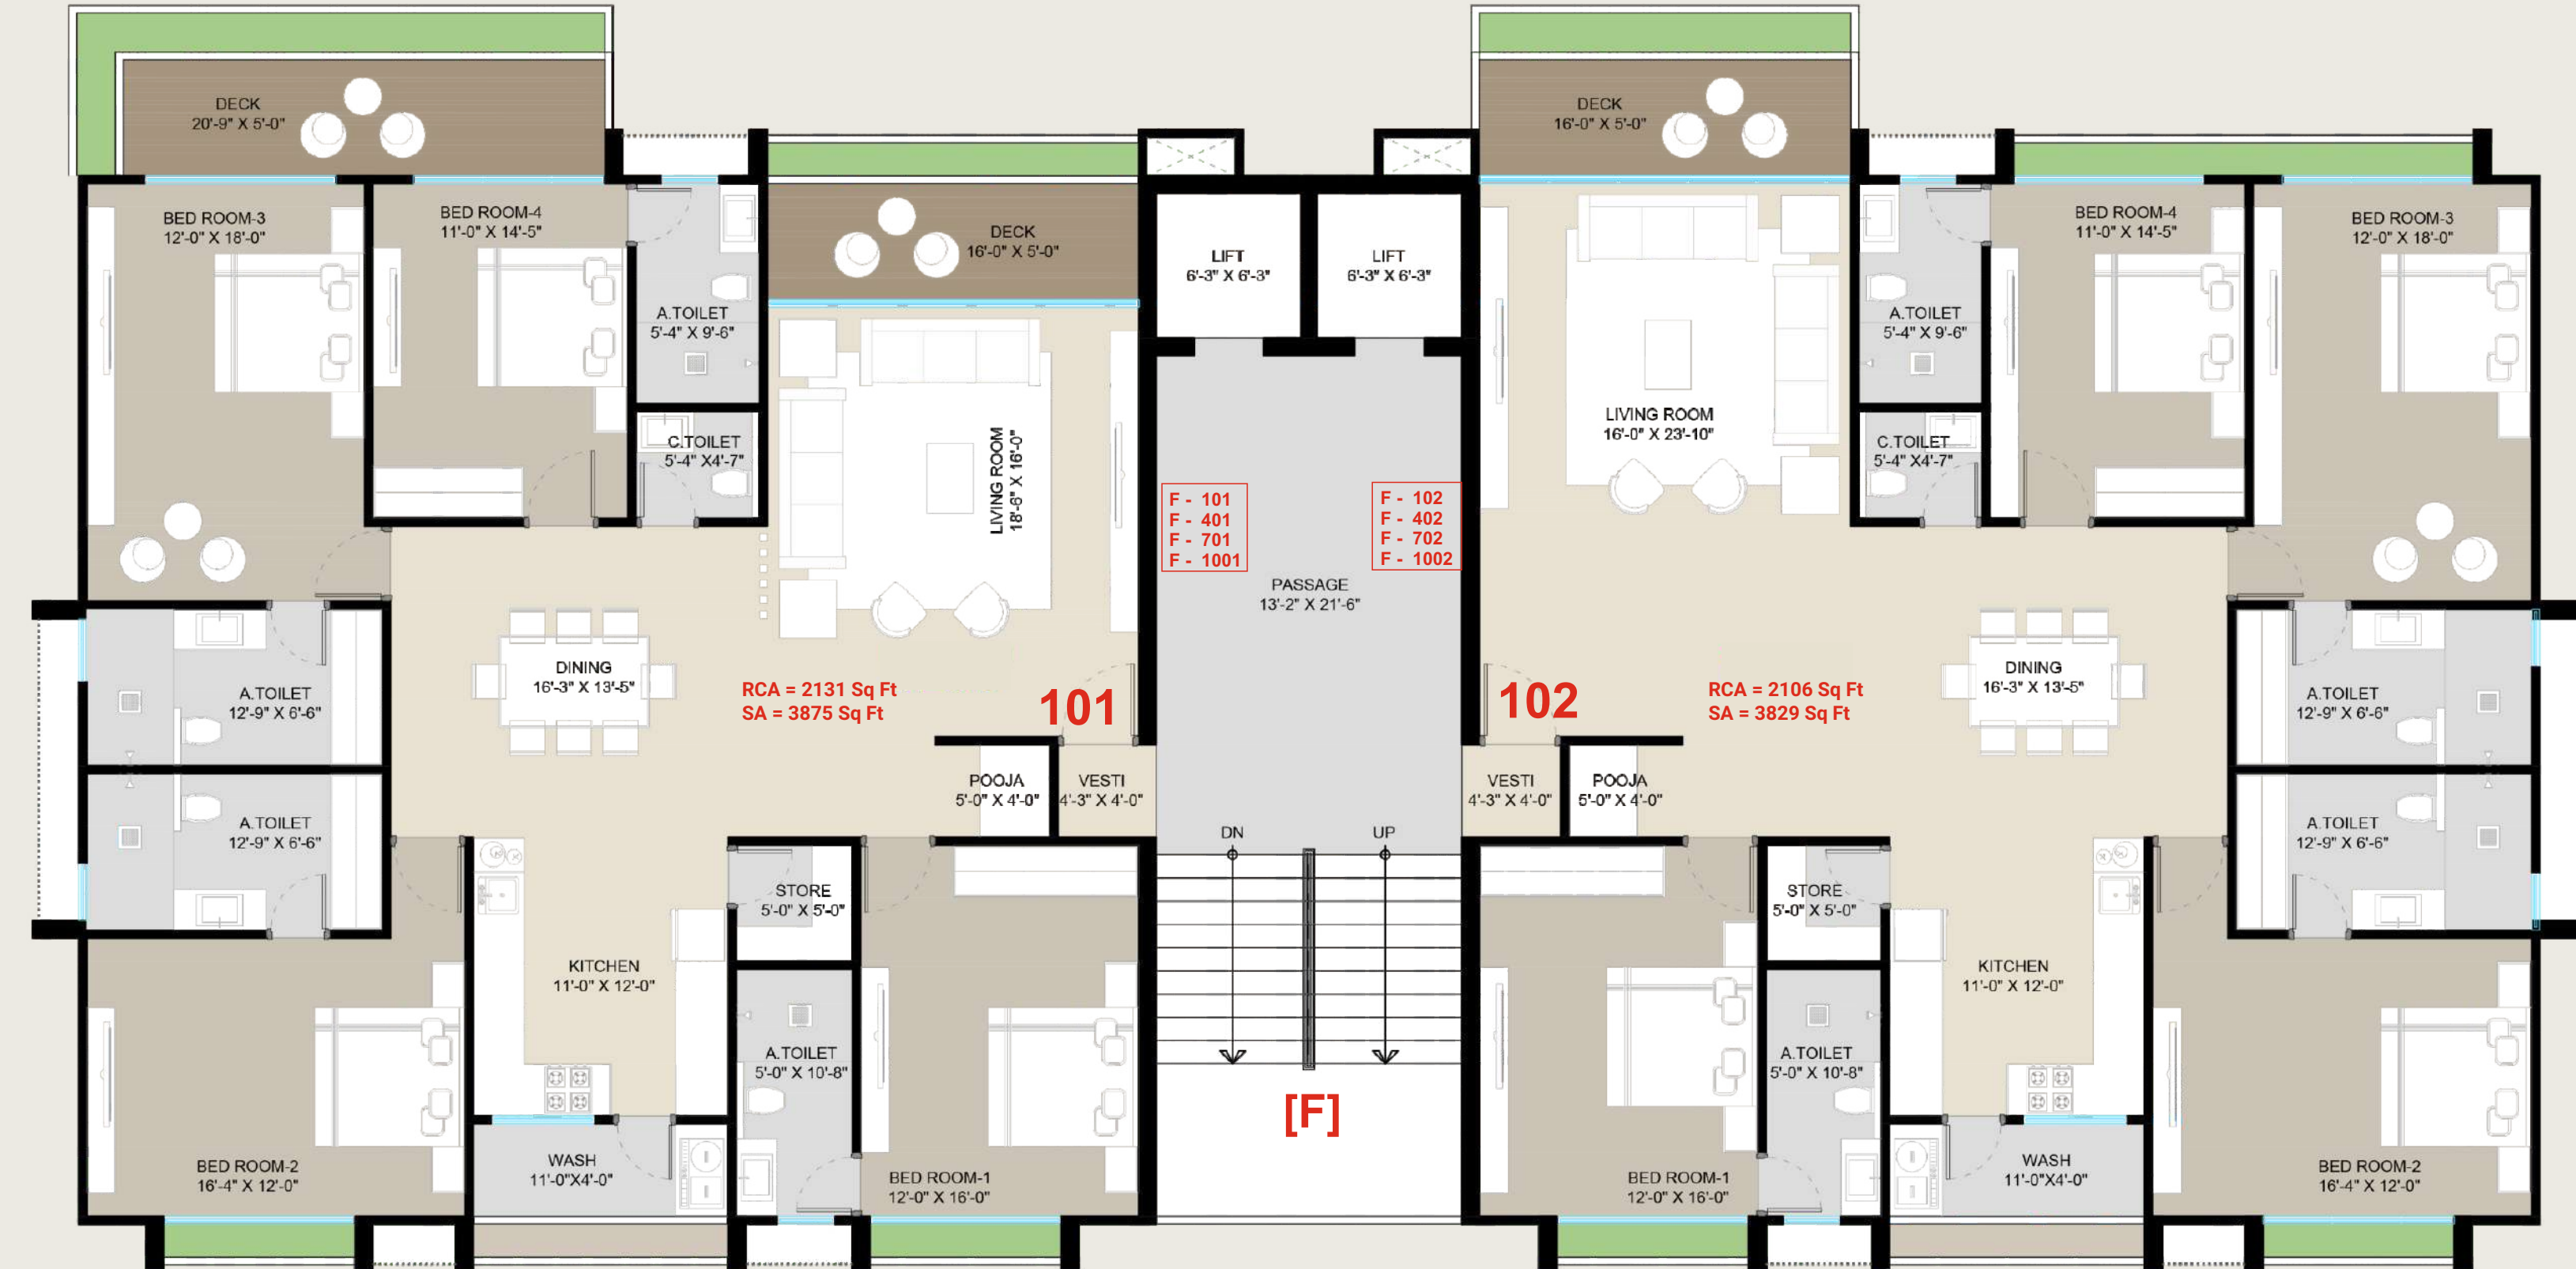 DECK
20'-9" X 5'-0"
BED ROOM-3
12'-0" X 18'-0"
BED ROOM-4
11'-0" X 14'-5"
A.TOILET
5'-4" X 9'-6"
C.TOILET
5'-4" X4'-7"
DECK
16'-0" X 5'-0"
LIVING ROOM
18'-6" X 16'-0"
LIFT
6'-3" X 6'-3"
LIFT
6'-3" X 6'-3"
DECK
16'-0" X 5'-0"
LIVING ROOM
16'-0" X 23'-10"
A.TOILET
5'-4" X 9'-6"
C.TOILET
5'-4" X4'-7"
BED ROOM-4
11'-0" X 14'-5"
BED ROOM-3
12'-0" X 18'-0"
F - 101
F - 401
F - 701
F - 1001
F - 102
F - 402
F - 702
F - 1002
PASSAGE
13'-2" X 21'-6"
A.TOILET
12'-9" X 6'-6"
DINING
16'-3" X 13'-5"
RCA = 2131 Sq Ft
SA = 3875 Sq Ft
101
102
RCA = 2106 Sq Ft
SA = 3829 Sq Ft
DINING
16'-3" X 13'-5"
A.TOILET
12'-9" X 6'-6"
POOJA
5'-0" X 4'-0"
VESTI
4'-3" X 4'-0"
VESTI
4'-3" X 4'-0"
POOJA
5'-0" X 4'-0"
A.TOILET
12'-9" X 6'-6"
DN
UP
A.TOILET
12'-9" X 6'-6"
STORE
5'-0" X 5'-0"
STORE
5'-0" X 5'-0"
KITCHEN
11'-0" X 12'-0"
KITCHEN
11'-0" X 12'-0"
A.TOILET
5'-0" X 10'-8"
A.TOILET
5'-0" X 10'-8"
[F]
BED ROOM-2
16'-4" X 12'-0"
WASH
11'-0"X4'-0"
BED ROOM-1
12'-0" X 16'-0"
BED ROOM-1
12'-0" X 16'-0"
WASH
11'-0"X4'-0"
BED ROOM-2
16'-4" X 12'-0"